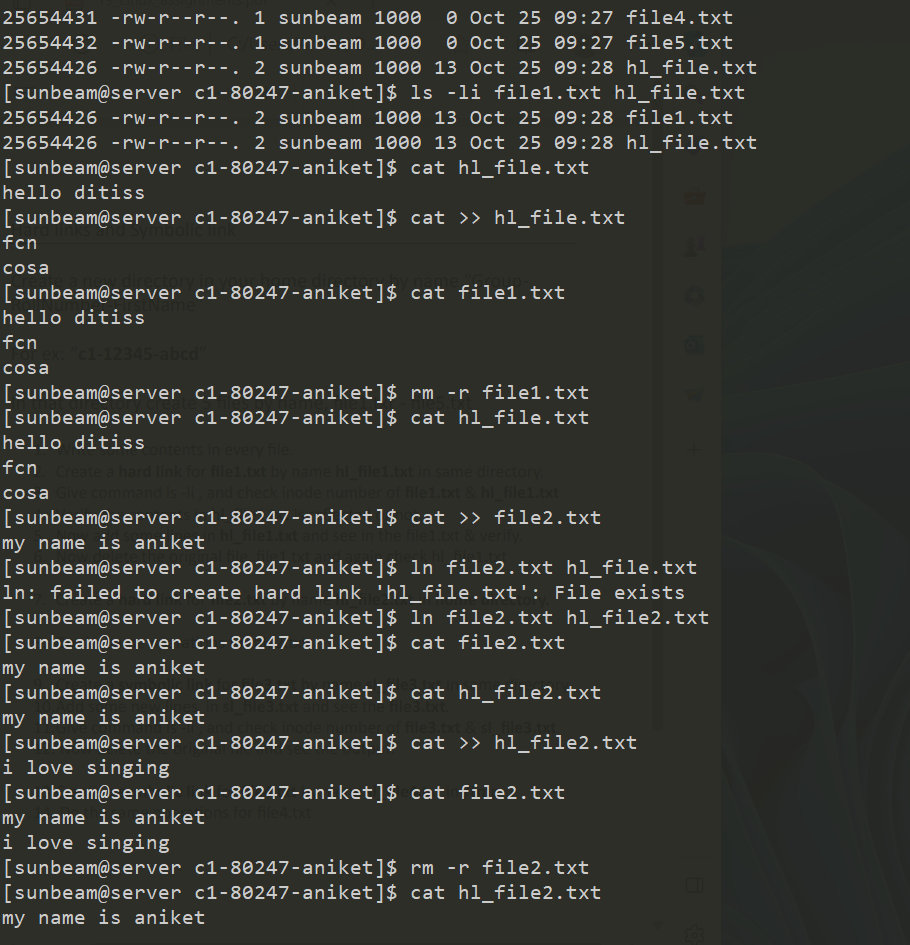 25654431 -rw-r--r--. 1 sunbeam 1000  0 Oct 25 09:27 file4.txt
25654432 -rw-r--r--. 1 sunbeam 1000  0 Oct 25 09:27 file5.txt
25654426 -rw-r--r--. 2 sunbeam 1000 13 Oct 25 09:28 hl_file.txt
[sunbeam@server c1-80247-aniket]$ ls -li file1.txt hl_file.txt
25654426 -rw-r--r--. 2 sunbeam 1000 13 Oct 25 09:28 file1.txt
25654426 -rw-r--r--. 2 sunbeam 1000 13 Oct 25 09:28 hl_file.txt
[sunbeam@server c1-80247-aniket]$ cat hl_file.txt
hello ditiss
[sunbeam@server c1-80247-aniket]$ cat >> hl_file.txt
fcn
cosa
[sunbeam@server c1-80247-aniket]$ cat file1.txt
hello ditiss
fcn
cosa
[sunbeam@server c1-80247-aniket]$ rm -r file1.txt
[sunbeam@server c1-80247-aniket]$ cat hl_file.txt
hello ditiss
fcn
cosa
[sunbeam@server c1-80247-aniket]$ cat >> file2.txt
my name is aniket
[sunbeam@server c1-80247-aniket]$ ln file2.txt hl_file.txt
ln: failed to create hard link 'hl_file.txt': File exists
[sunbeam@server c1-80247-aniket]$ ln file2.txt hl_file2.txt
[sunbeam@server c1-80247-aniket]$ cat file2.txt
my name is aniket
[sunbeam@server c1-80247-aniket]$ cat hl_file2.txt
my name is aniket
[sunbeam@server c1-80247-aniket]$ cat >> hl_file2.txt
i love singing
[sunbeam@server c1-80247-aniket]$ cat file2.txt
my name is aniket
i love singing
[sunbeam@server c1-80247-aniket]$ rm -r file2.txt
[sunbeam@server c1-80247-aniket]$ cat hl_file2.txt
my name is aniket